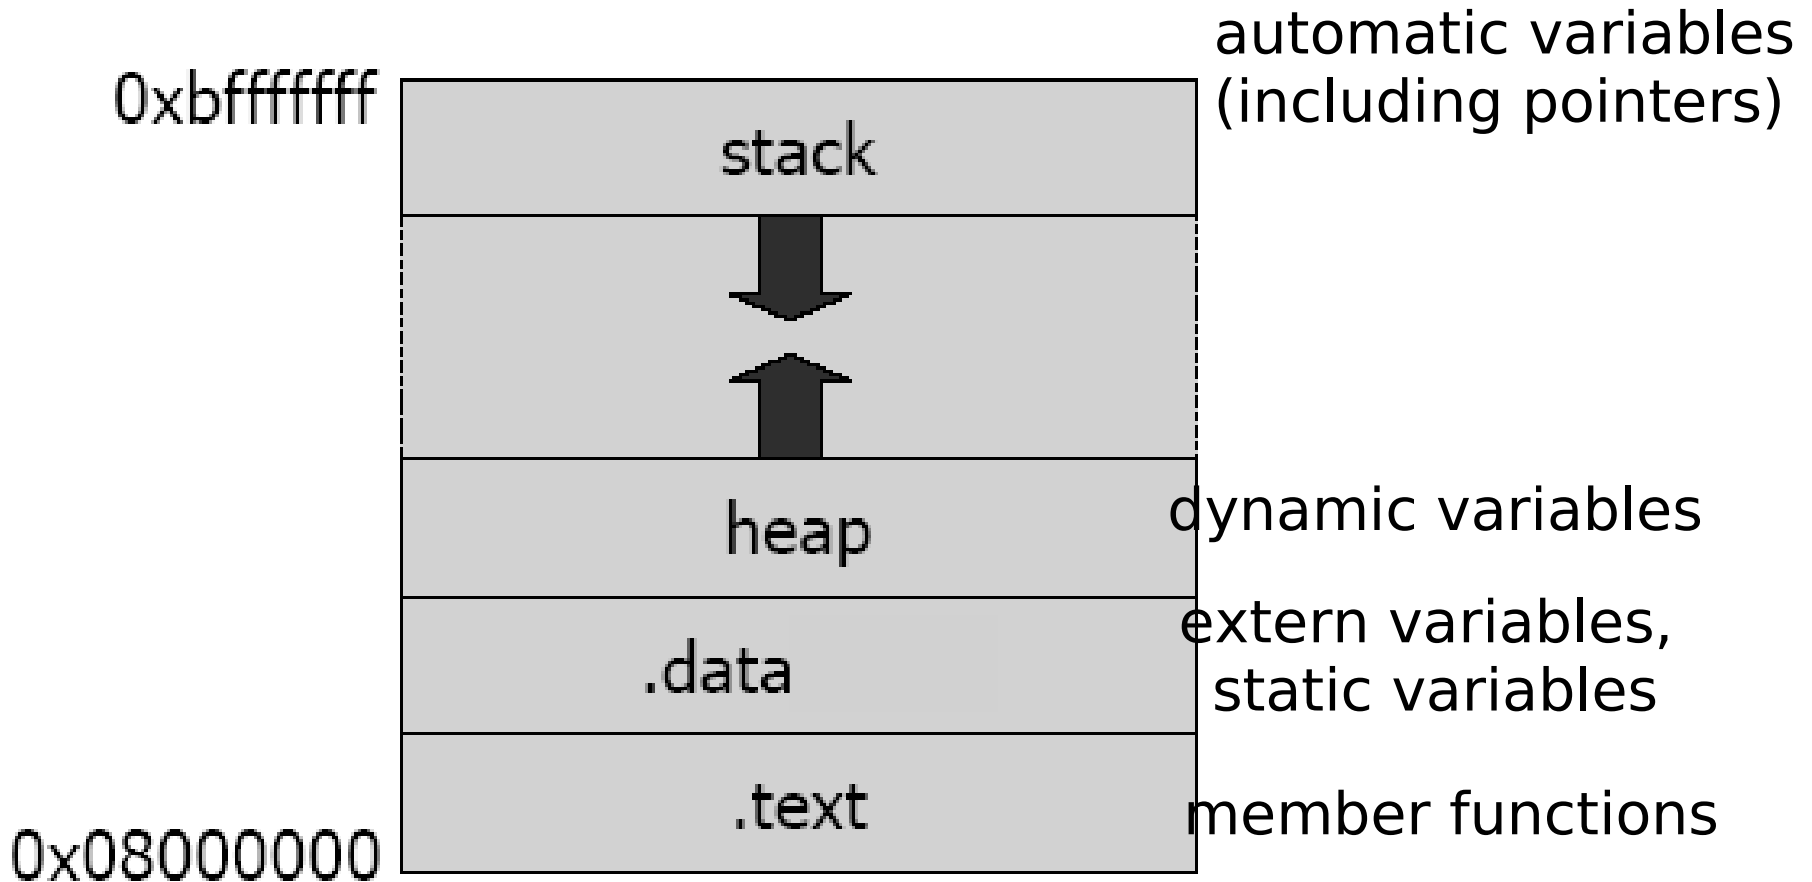 automatic variables
(including pointers)
0xbfffffff
stack
heap
dynamic variables
.data
extern variables,
static variables
.text
member functions
0x08000000